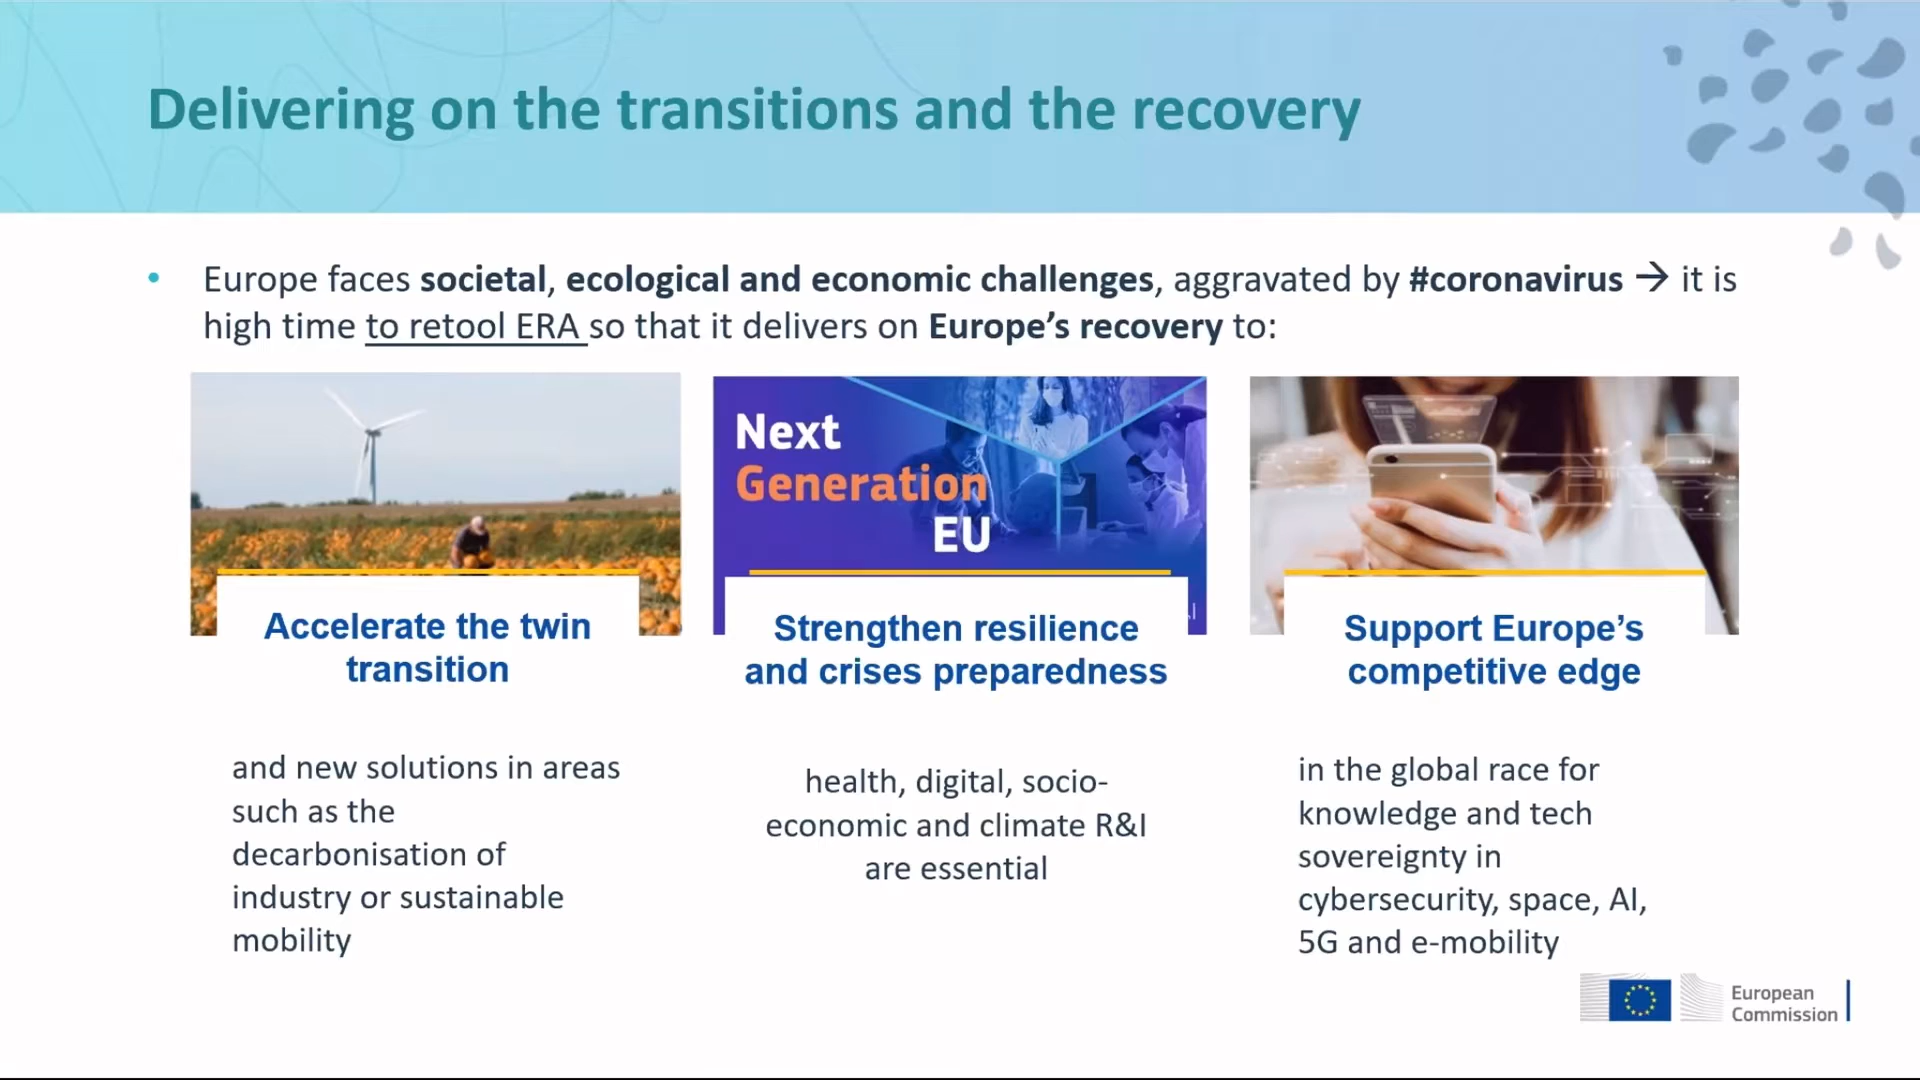 Delivering on the transitions and the recovery
• Europe faces societal, ecological and economic challenges, aggravated by #coronavirus → it is
high time to retool ERA so that it delivers on Europe’s recovery to:
Next
Generation
EU
Accelerate the twin
transition
and new solutions in areas
such as the
decarbonisation of
industry or sustainable
mobility
Strengthen resilience
and crises preparedness
health, digital, socio-
economic and climate R&I
are essential
Support Europe’s
competitive edge
in the global race for
knowledge and tech
sovereignty in
cybersecurity, space, AI,
5G and e-mobility
European
Commission